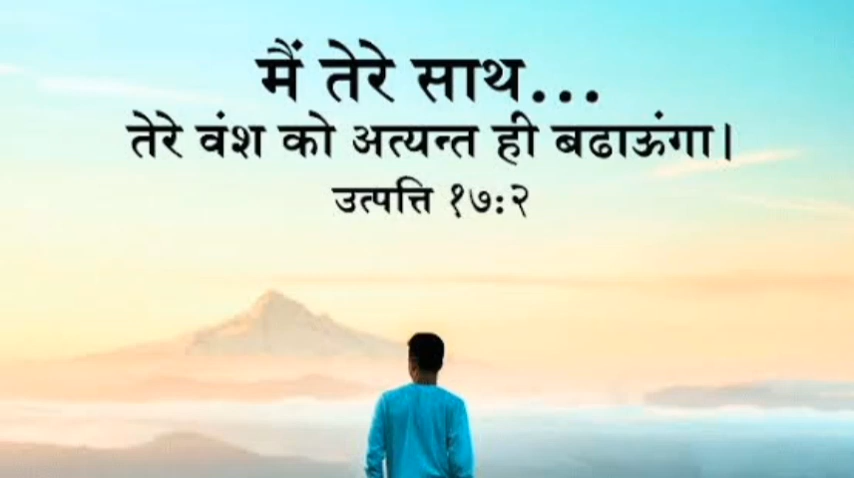 मैं तेरे साथ...
तेरे वंश को अत्यन्त ही बढाऊंगा।
उत्पत्ति १७:२